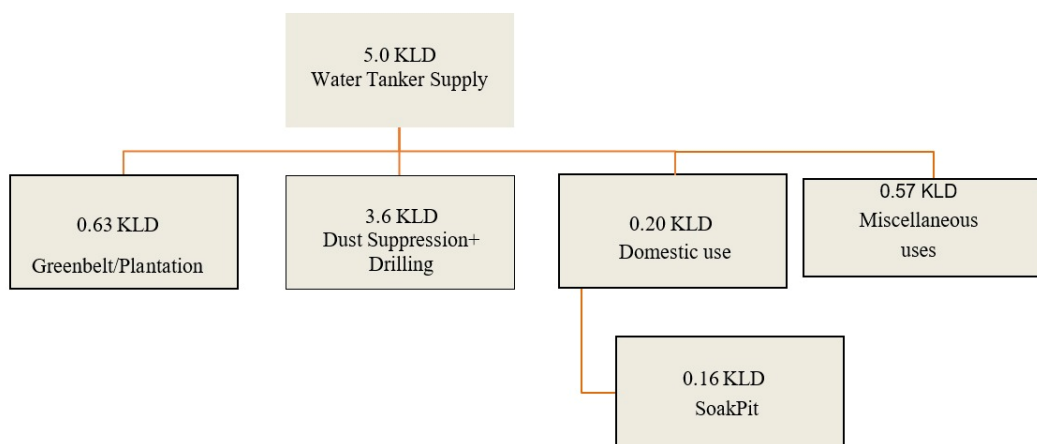 5.0 KLD
Water Tanker Supply
0.63 KLD
Greenbelt/Plantation
3.6 KLD
Dust Suppression+
Drilling
0.20 KLD
Domestic use
0.57 KLD
Miscellaneous
uses
0.16 KLD
SoakPit